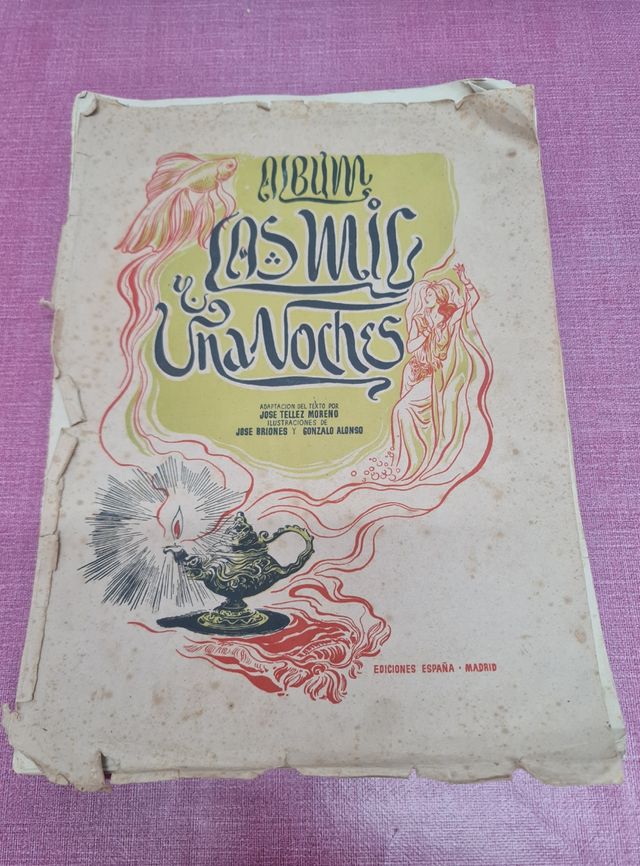 ALBUM
LAS MIL
y
Una Noches
ADAPTACION DEL TEXTO POR
JOSE TELLEZ MORENO
ILUSTRACIONES DE
JOSE BRIONES Y GONZALO ALONSO
EDICIONES ESPAÑA · MADRID